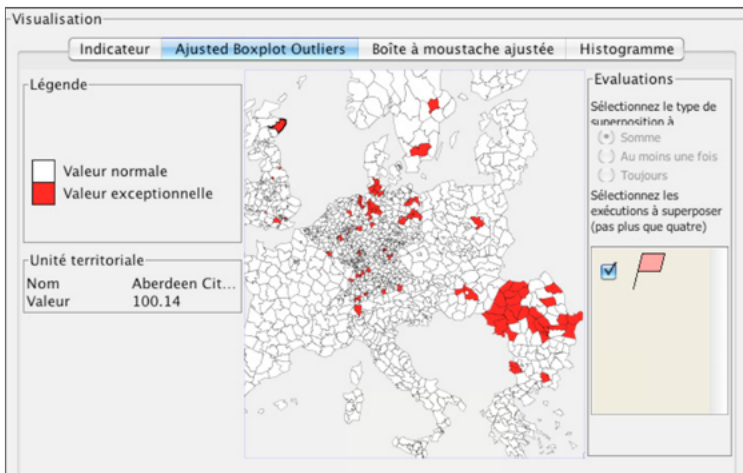 Visualisation
Indicateur
Ajusted Boxplot Outliers
Boîte à moustache ajustée
Histogramme
Légende
Valeur normale
Valeur exceptionnelle
Unité territoriale
Nom Aberdeen Cit...
Valeur 100.14
Evaluations
Sélectionnez le type de
superposition à
Somme
Au moins une fois
Toujours
Sélectionnez les
exécutions à superposer
(pas plus que quatre)